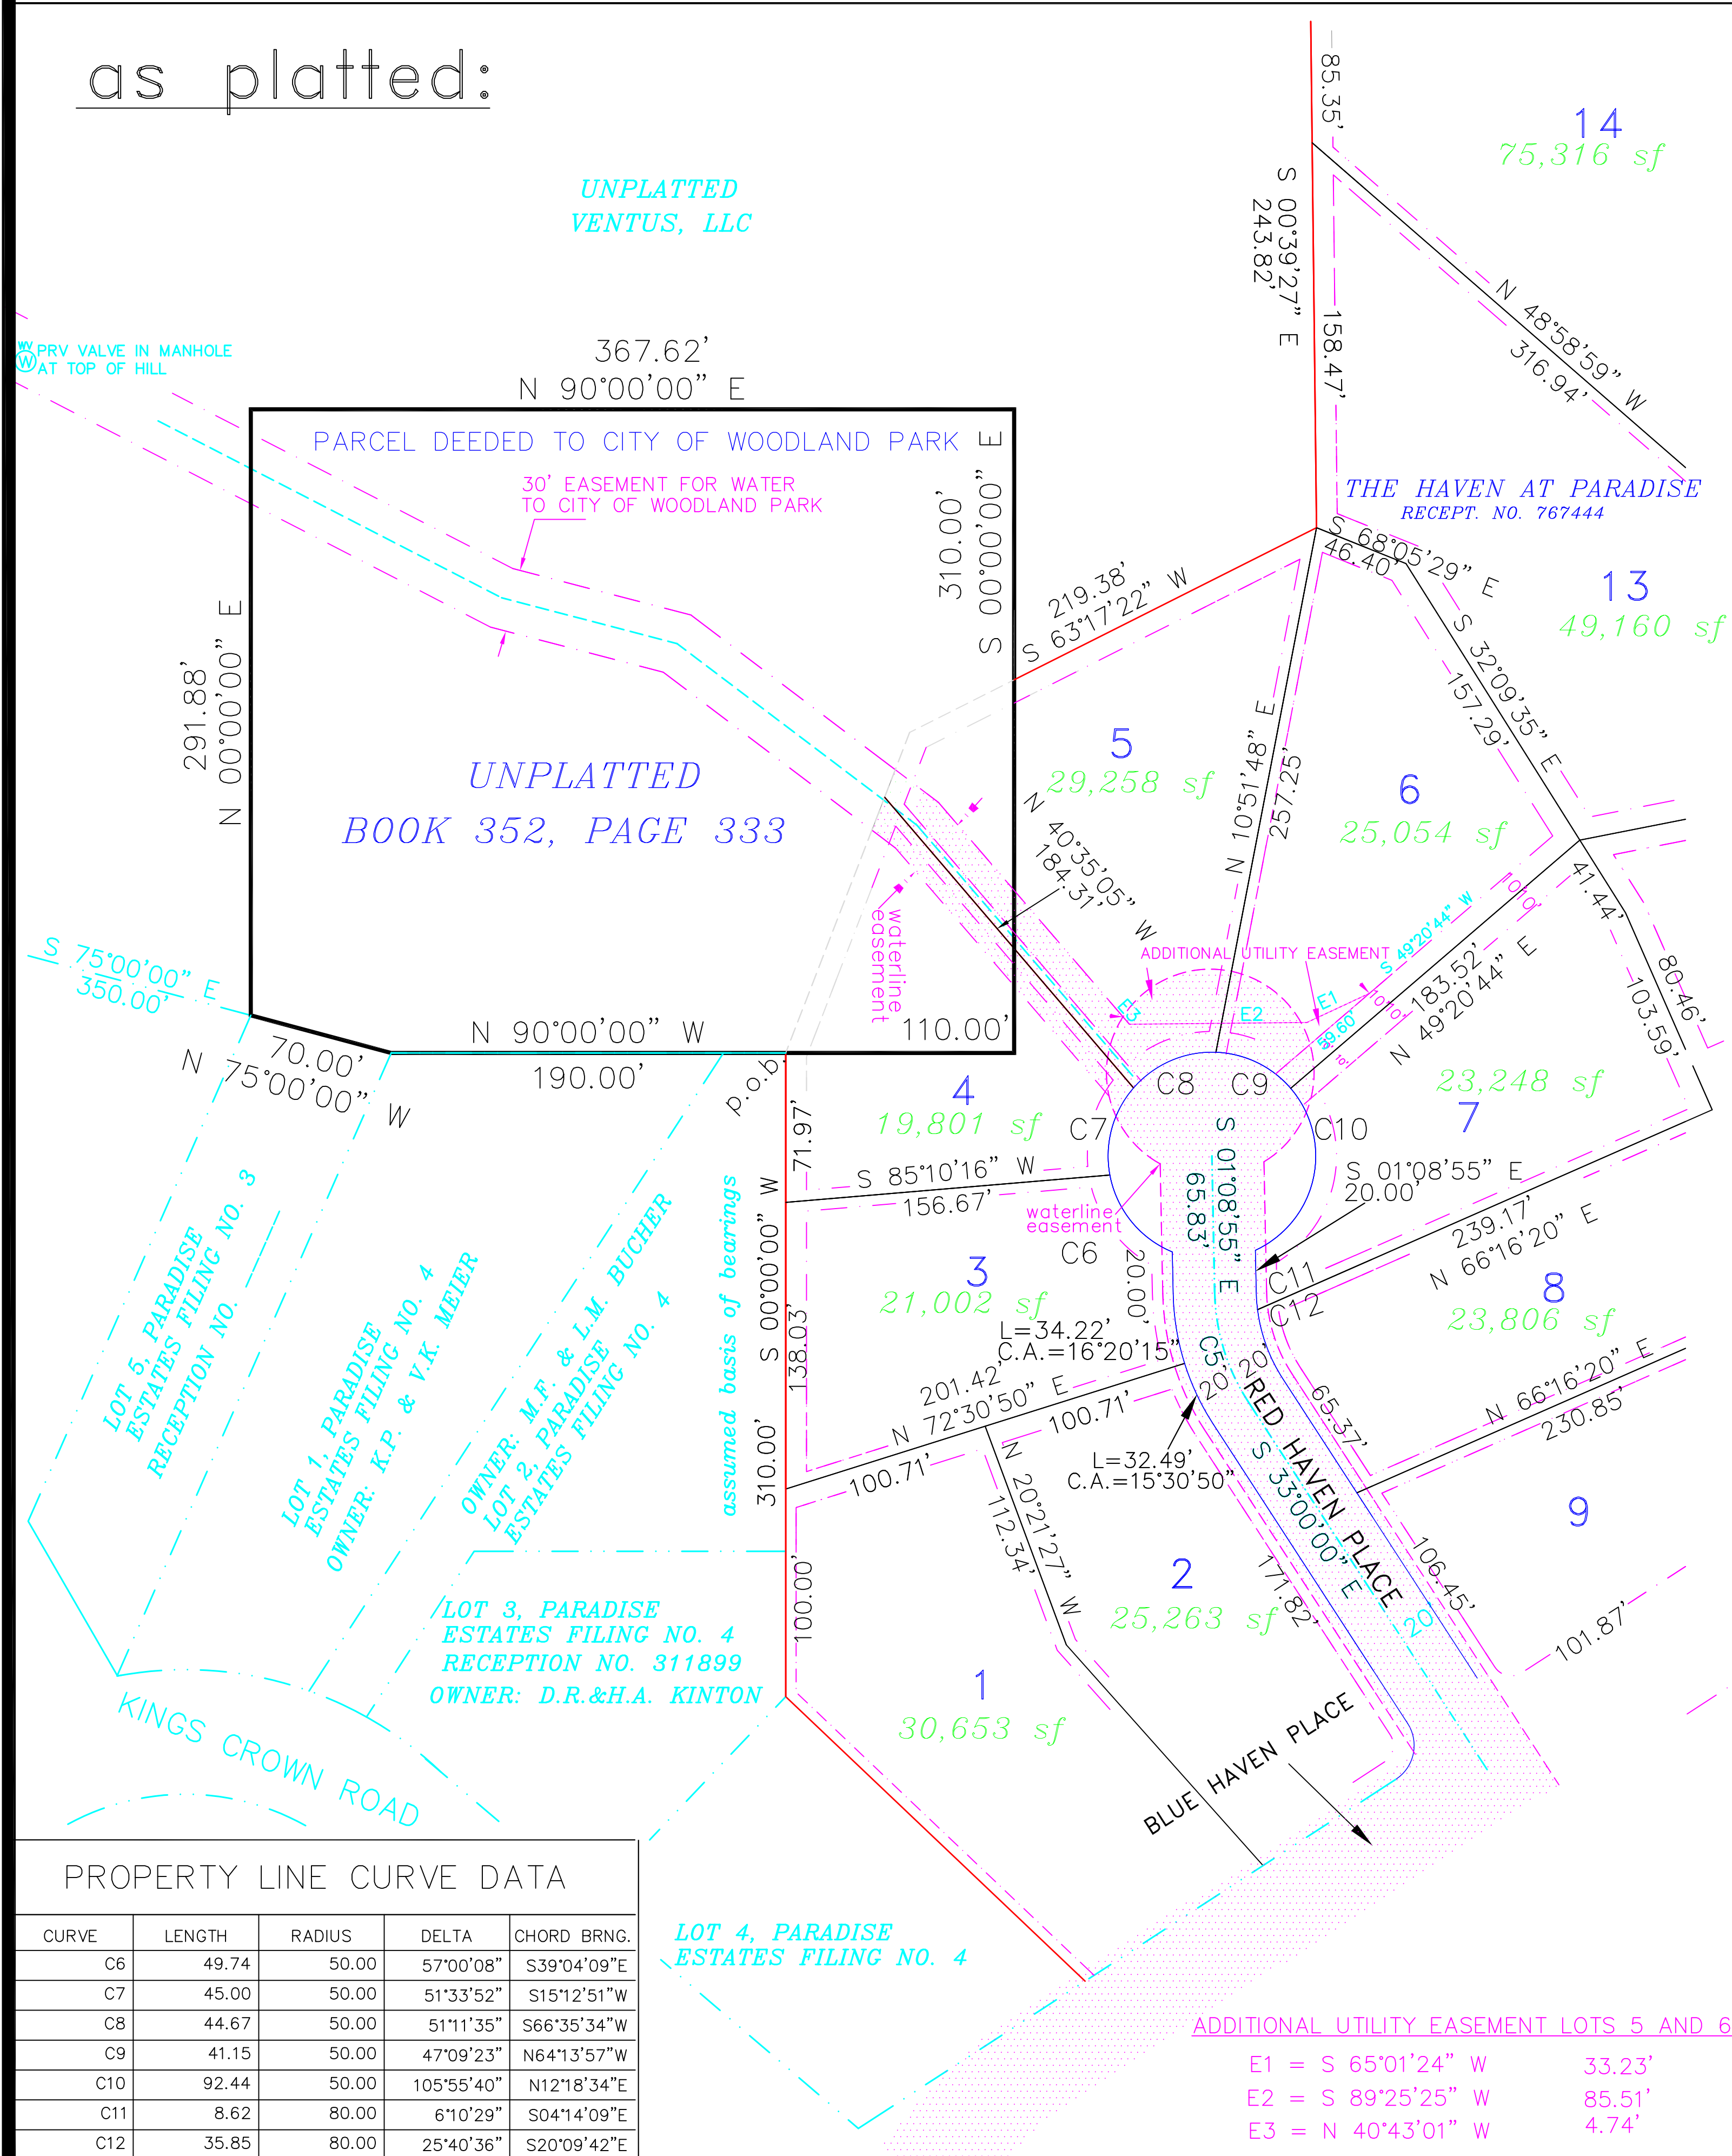 as platted:
UNPLATTED
VENTUS, LLC
85.35'
14
75,316 sf
S 00°39'27" E
243.82'
158.47'
N 48°58'59" W
316.94'
WV
W
PRV VALVE IN MANHOLE
AT TOP OF HILL
367.62'
N 90°00'00" E
PARCEL DEEDED TO CITY OF WOODLAND PARK
30' EASEMENT FOR WATER
TO CITY OF WOODLAND PARK
310.00'
S 00°00'00" E
THE HAVEN AT PARADISE
RECEPT. NO. 767444
S 68°05'29" E
46.40'
13
49,160 sf
219.38'
S 63°17'22" W
S 32°09'35" E
157.29'
291.88'
N 00°00'00" E
UNPLATTED
BOOK 352, PAGE 333
5
29,258 sf
N 10°51'48" E
257.25'
6
25,054 sf
N 40°35'05" W
184.31'
waterline
easement
41.44'
10'
10'
S 49°20'44" W
ADDITIONAL UTILITY EASEMENT
80.46'
103.59'
S 75°00'00" E
350.00'
N 90°00'00" W
190.00'
110.00'
70.00'
N 75°00'00" W
p.o.b.
E3
E2
E1
59.60'
10'
10'
10'
183.52'
N 49°20'44" E
C8
C9
4
19,801 sf
C7
C10
23,248 sf
7
71.97'
S 85°10'16" W
156.67'
waterline
easement
C6
S 01°08'55" E
65.83'
S 01°08'55" E
20.00'
239.17'
N 66°16'20" E
C11
C12
20.00'
3
21,002 sf
8
23,806 sf
LOT 5, PARADISE
ESTATES FILING NO. 3
RECEPTION NO.
LOT 1, PARADISE
ESTATES FILING NO. 4
OWNER: K.P. & V.K. MEIER
OWNER: M.F. & L.M. BUCHER
LOT 2, PARADISE
ESTATES FILING NO. 4
assumed basis of bearings
S 00°00'00" W
310.00'
138.03'
L=34.22'
C.A.=16°20'15"
C5
20'
20'
201.42'
N 72°30'50" E
100.71'
100.71'
L=32.49'
C.A.=15°30'50"
65.37'
N 66°16'20" E
230.85'
RED HAVEN PLACE
S 33°00'00" E
N 20°21'27" W
112.34'
9
106.45'
171.82'
20
101.87'
100.00'
2
25,263 sf
LOT 3, PARADISE
ESTATES FILING NO. 4
RECEPTION NO. 311899
OWNER: D.R.&H.A. KINTON
1
30,653 sf
KINGS CROWN ROAD
BLUE HAVEN PLACE
LOT 4, PARADISE
ESTATES FILING NO. 4
PROPERTY LINE CURVE DATA
CURVE LENGTH RADIUS DELTA CHORD BRNG.
C6 49.74 50.00 57°00'08" S39°04'09"E
C7 45.00 50.00 51°33'52" S15°12'51"W
C8 44.67 50.00 51°11'35" S66°35'34"W
C9 41.15 50.00 47°09'23" N64°13'57"W
C10 92.44 50.00 105°55'40" N12°18'34"E
C11 8.62 80.00 6°10'29" S04°14'09"E
C12 35.85 80.00 25°40'36" S20°09'42"E
ADDITIONAL UTILITY EASEMENT LOTS 5 AND 6
E1 = S 65°01'24" W 33.23'
E2 = S 89°25'25" W 85.51'
E3 = N 40°43'01" W 4.74'